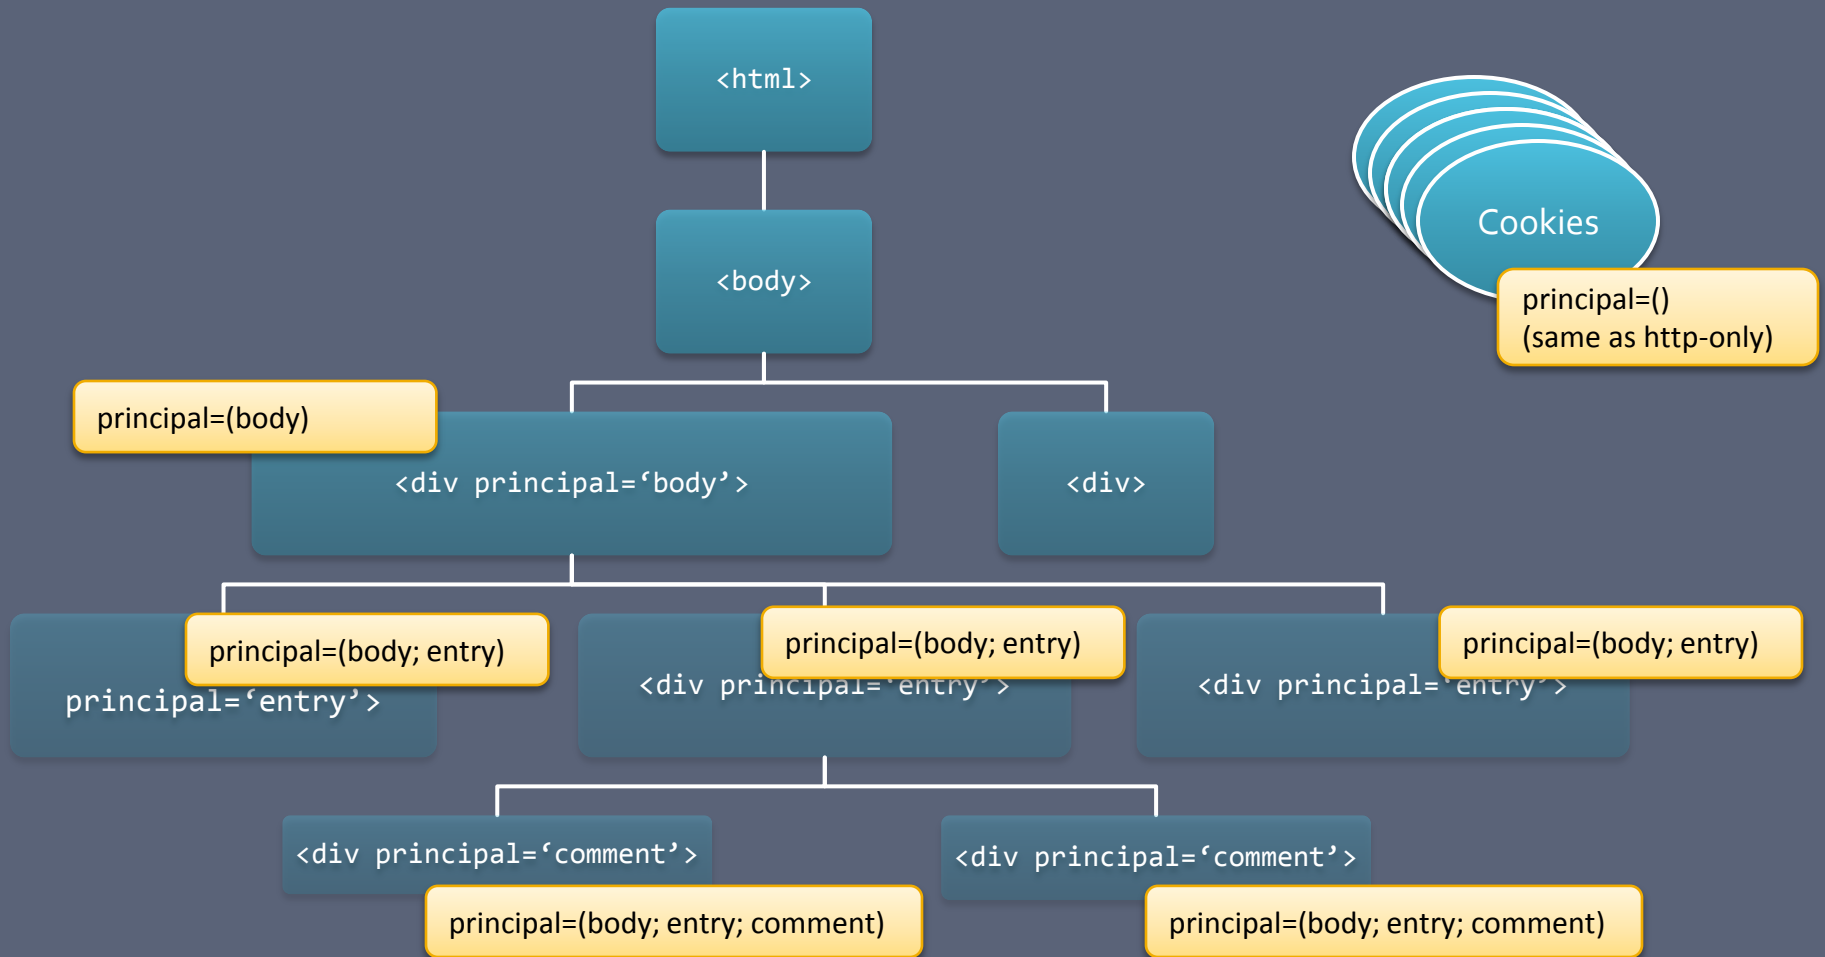 <html>
Cookies
<body>
principal=()
(same as http-only)
principal=(body)
<div principal=‘body’>
<div>
principal=(body; entry)
principal=‘entry’>
principal=(body; entry)
<div principal=‘entry’>
principal=(body; entry)
<div principal=‘entry’>
<div principal=‘comment’>
<div principal=‘comment’>
principal=(body; entry; comment)
principal=(body; entry; comment)